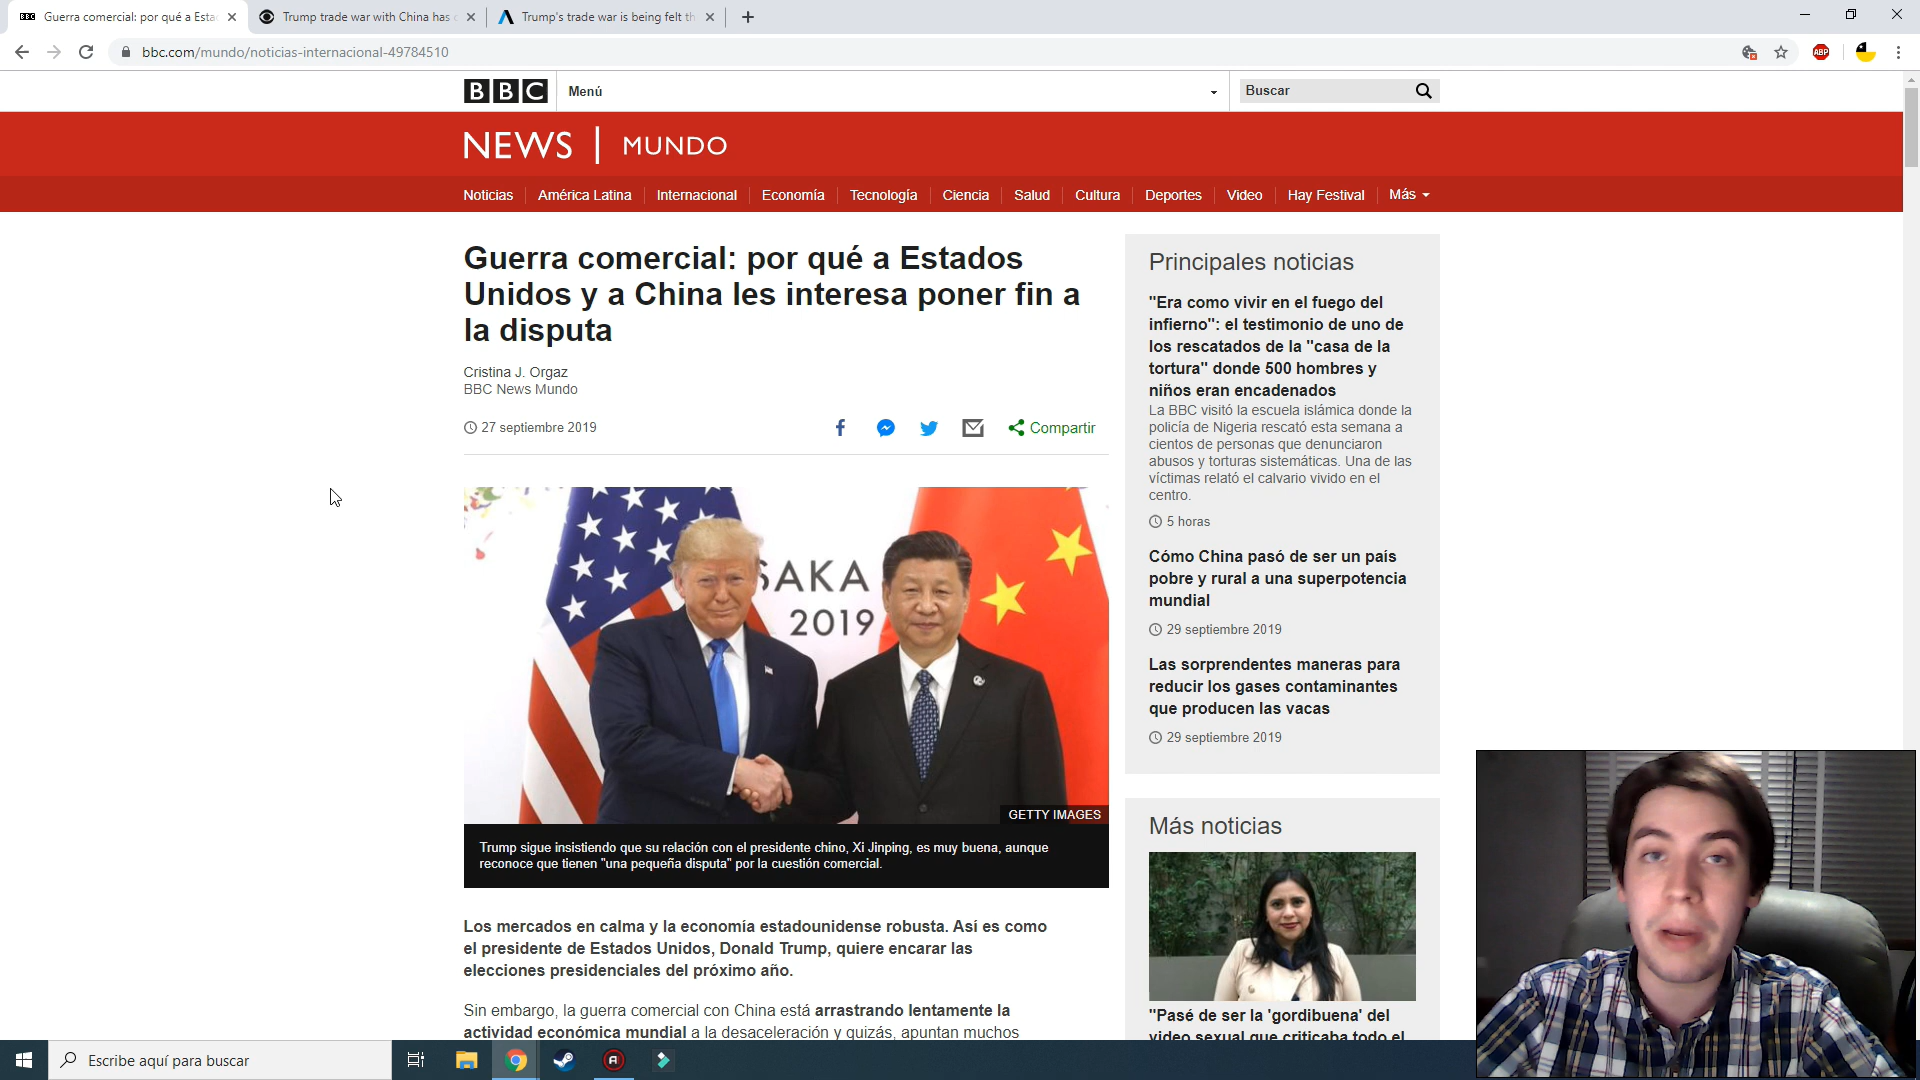 Guerra comercial: por qué a Esta
Trump trade war with China has c
Trump's trade war is being felt th
bbc.com/mundo/noticias-internacional-49784510
ABP
BBC
Menú
Buscar
NEWS | MUNDO
Noticias
América Latina
Internacional
Economía
Tecnología
Ciencia
Salud
Cultura
Deportes
Video
Hay Festival
Más
Guerra comercial: por qué a Estados
Unidos y a China les interesa poner fin a
la disputa
Cristina J. Orgaz
BBC News Mundo
27 septiembre 2019
Compartir
SAKA
2019
GETTY IMAGES
Trump sigue insistiendo que su relación con el presidente chino, Xi Jinping, es muy buena, aunque
reconoce que tienen "una pequeña disputa" por la cuestión comercial.
Los mercados en calma y la economía estadounidense robusta. Así es como
el presidente de Estados Unidos, Donald Trump, quiere encarar las
elecciones presidenciales del próximo año.
Sin embargo, la guerra comercial con China está arrastrando lentamente la
actividad económica mundial a la desaceleración y quizás, apuntan muchos
Principales noticias
"Era como vivir en el fuego del
infierno": el testimonio de uno de
los rescatados de la "casa de la
tortura" donde 500 hombres y
niños eran encadenados
La BBC visitó la escuela islámica donde la
policía de Nigeria rescató esta semana a
cientos de personas que denunciaron
abusos y torturas sistemáticas. Una de las
víctimas relató el calvario vivido en el
centro.
5 horas
Cómo China pasó de ser un país
pobre y rural a una superpotencia
mundial
29 septiembre 2019
Las sorprendentes maneras para
reducir los gases contaminantes
que producen las vacas
29 septiembre 2019
Más noticias
"Pasé de ser la 'gordibuena' del
video sexual que criticaba todo el
Escribe aquí para buscar